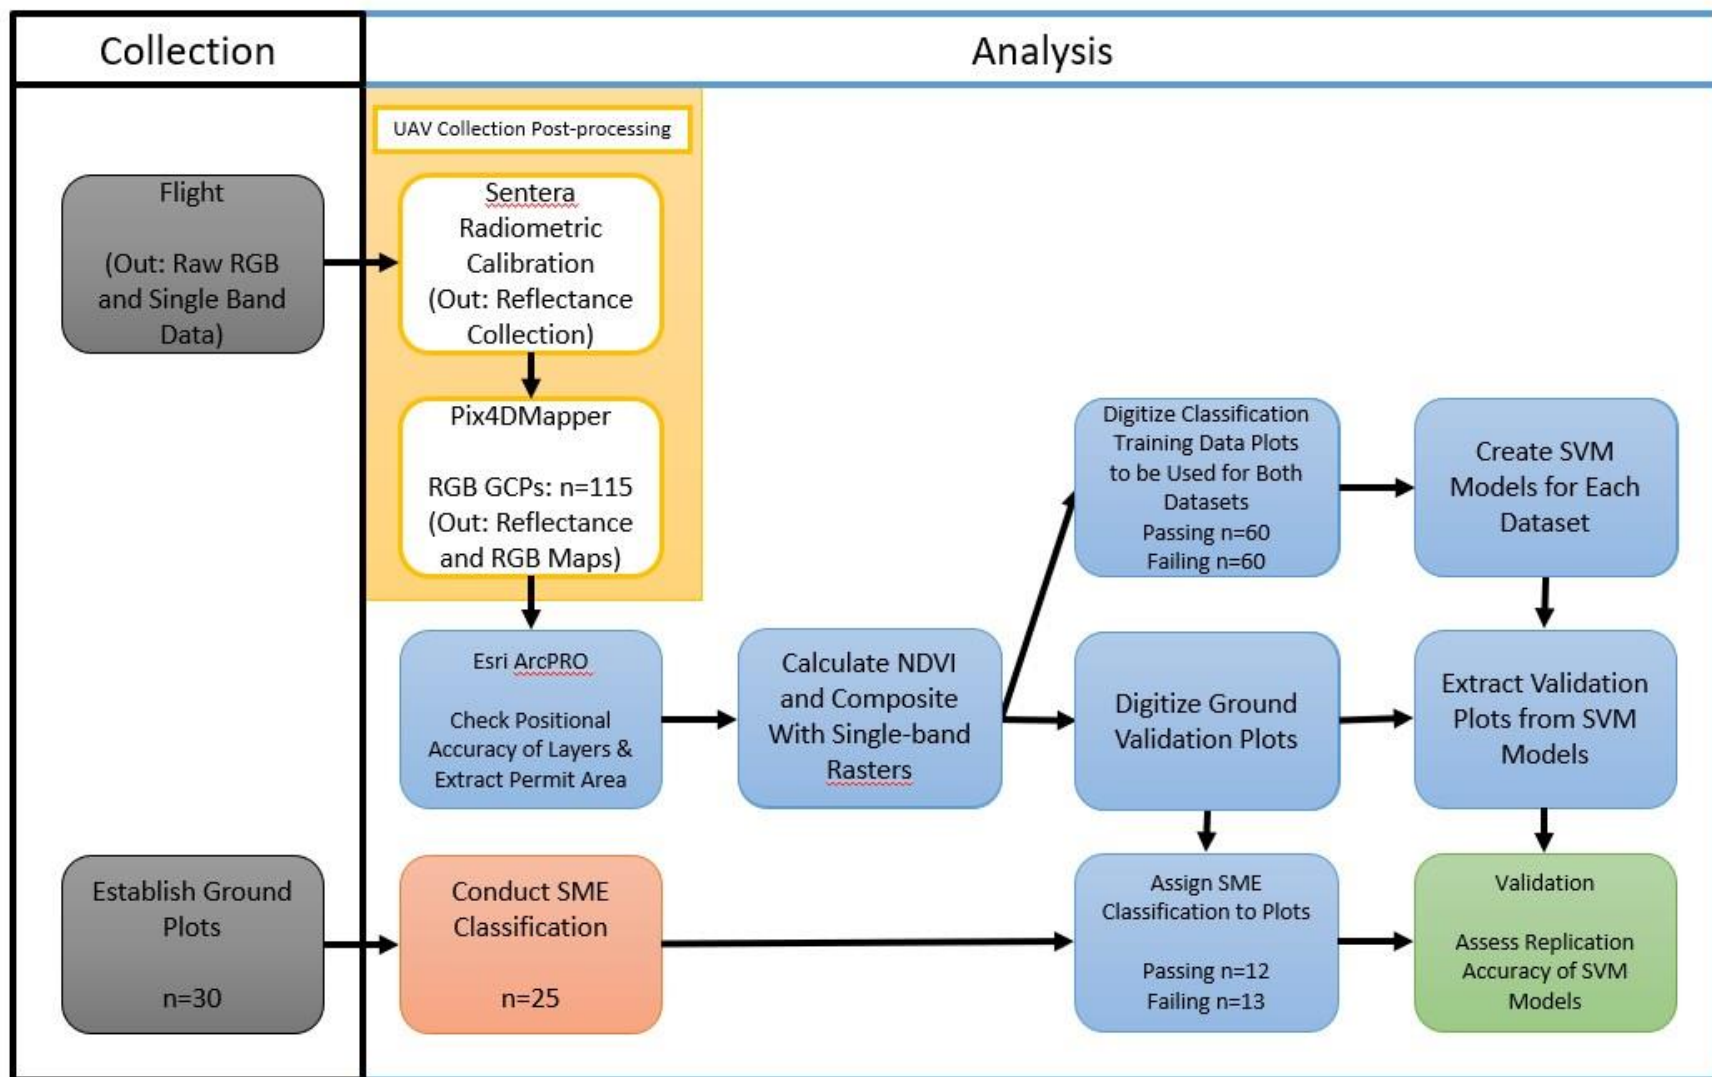 Collection
Analysis
UAV Collection Post-processing
Flight
(Out: Raw RGB
and Single Band
Data)
Sentera
Radiometric
Calibration
(Out: Reflectance
Collection)
Pix4DMapper
RGB GCPs: n=115
(Out: Reflectance
and RGB Maps)
Digitize Classification
Training Data Plots
to be Used for Both
Datasets
Passing n=60
Failing n=60
Create SVM
Models for Each
Dataset
Esri ArcPRO
Check Positional
Accuracy of Layers &
Extract Permit Area
Calculate NDVI
and Composite
With Single-band
Rasters
Digitize Ground
Validation Plots
Extract Validation
Plots from SVM
Models
Establish Ground
Plots
n=30
Conduct SME
Classification
n=25
Assign SME
Classification to Plots
Passing n=12
Failing n=13
Validation
Assess Replication
Accuracy of SVM
Models